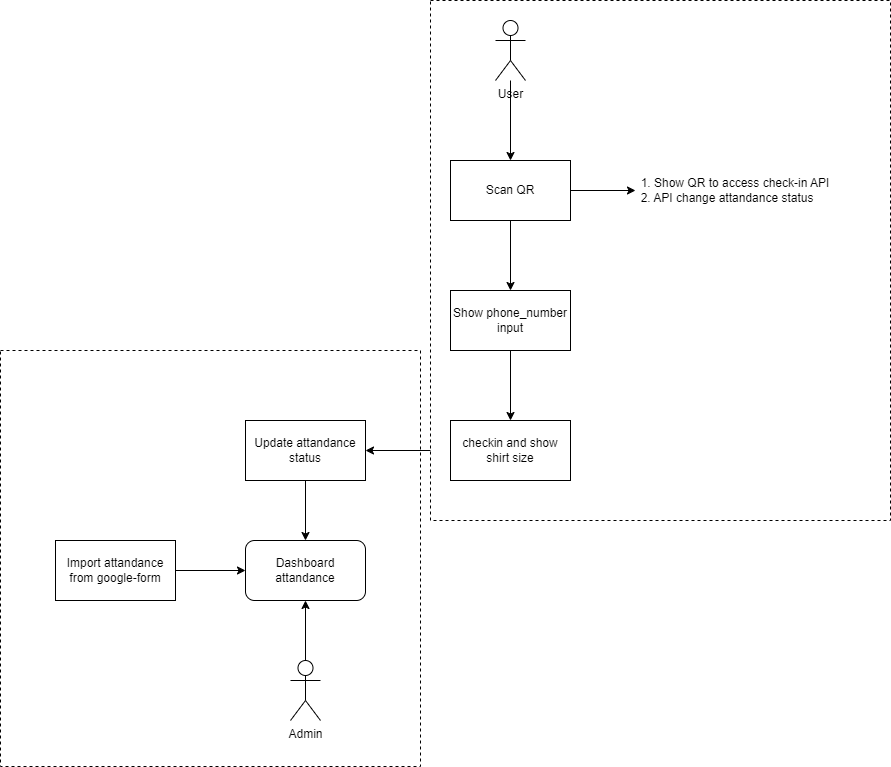 User
Scan QR
1. Show QR to access check-in API
2. API change attandance status
Show phone_number
input
checkin and show
shirt size
Update attandance
status
Import attandance
from google-form
Dashboard
attandance
Admin